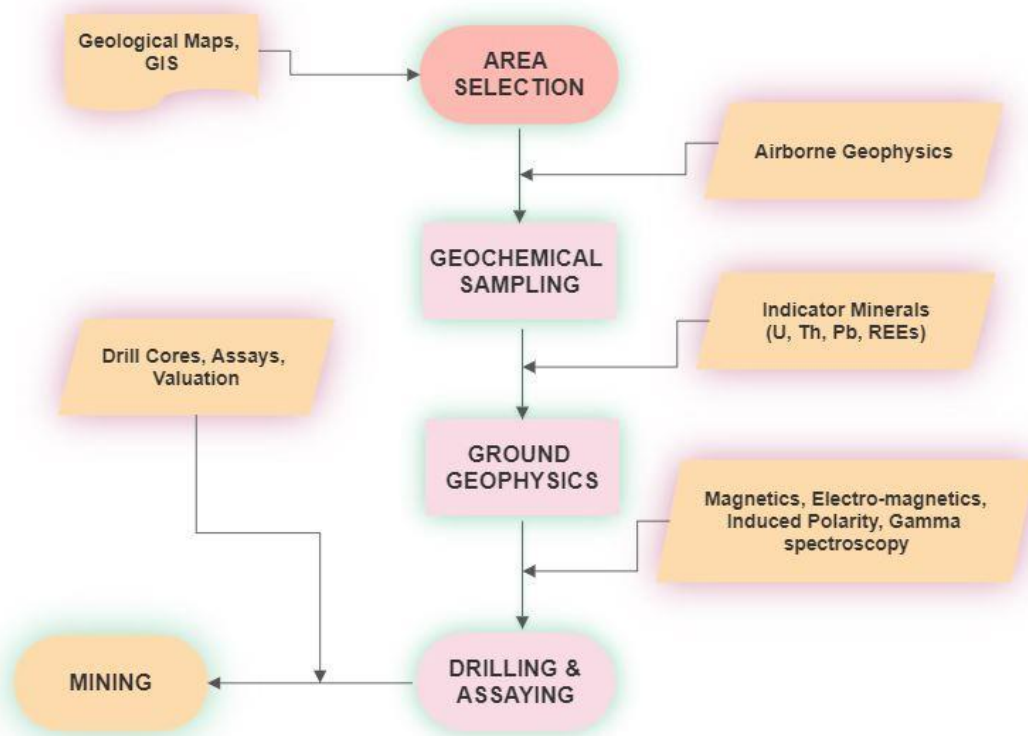 Geological Maps,
GIS
AREA
SELECTION
Airborne Geophysics
GEOCHEMICAL
SAMPLING
Indicator Minerals
(U, Th, Pb, REEs)
Drill Cores, Assays,
Valuation
GROUND
GEOPHYSICS
Magnetics, Electro-magnetics,
Induced Polarity, Gamma
spectroscopy
DRILLING &
ASSAYING
MINING